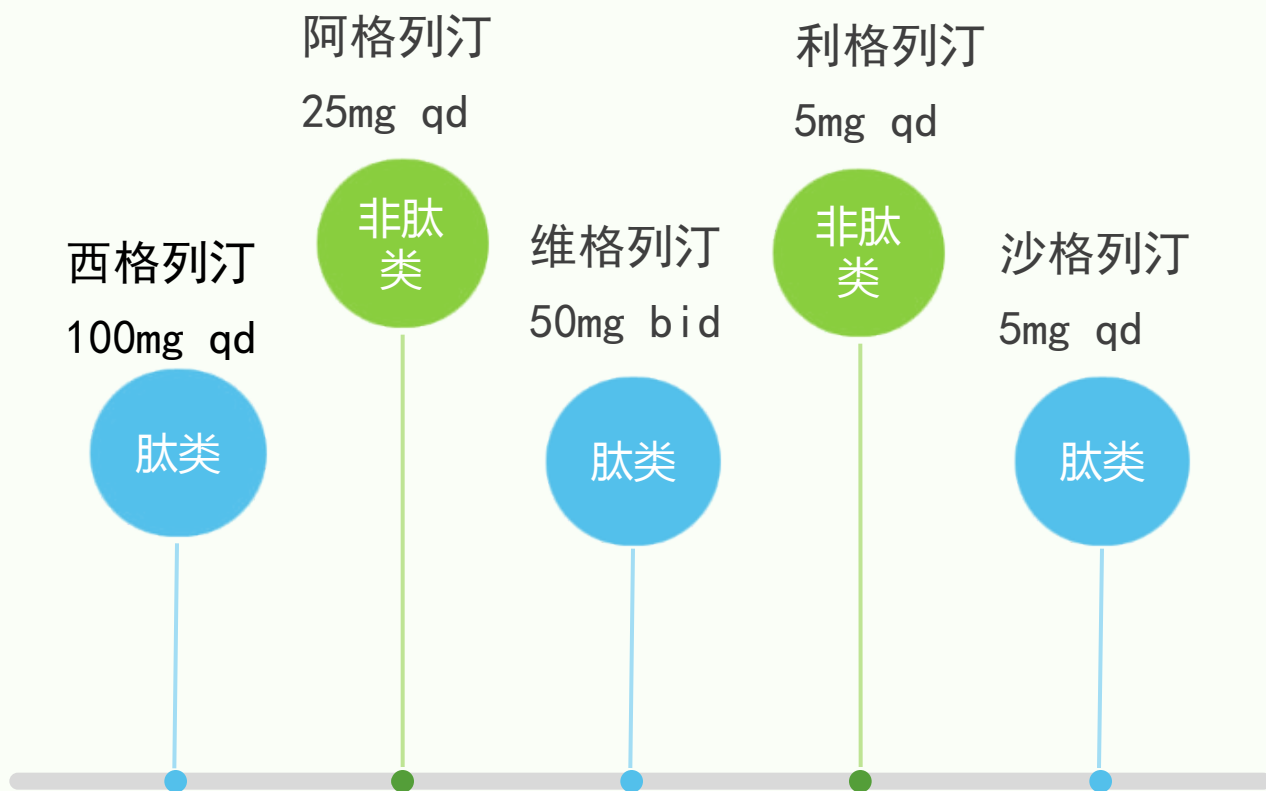 西格列汀
100mg qd
肽类
阿格列汀
25mg qd
非肽
类
维格列汀
50mg bid
肽类
利格列汀
5mg qd
非肽
类
沙格列汀
5mg qd
肽类